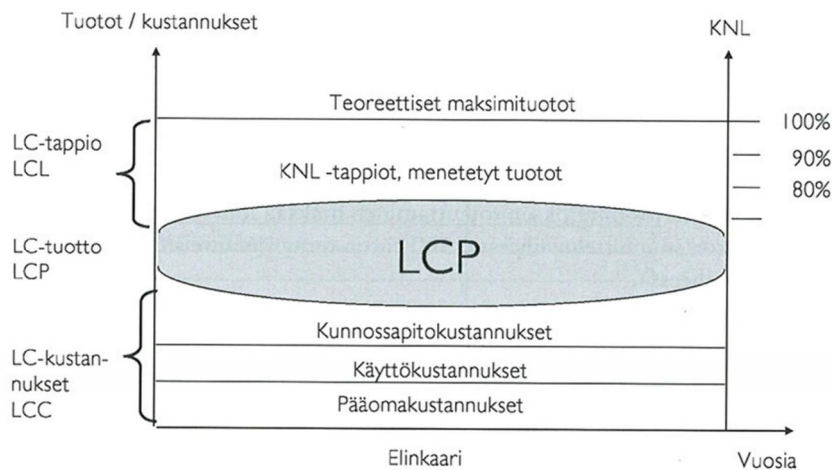 Tuotot / kustannukset
KNL
Teoreettiset maksimituotot
100%
LC-tappio
LCL
90%
KNL -tappiot, menetetyt tuotot
80%
LC-tuotto
LCP
LCP
Kunnossapitokustannukset
LC-kustan-
nukset
LCC
Käyttökustannukset
Pääomakustannukset
Elinkaari
Vuosia